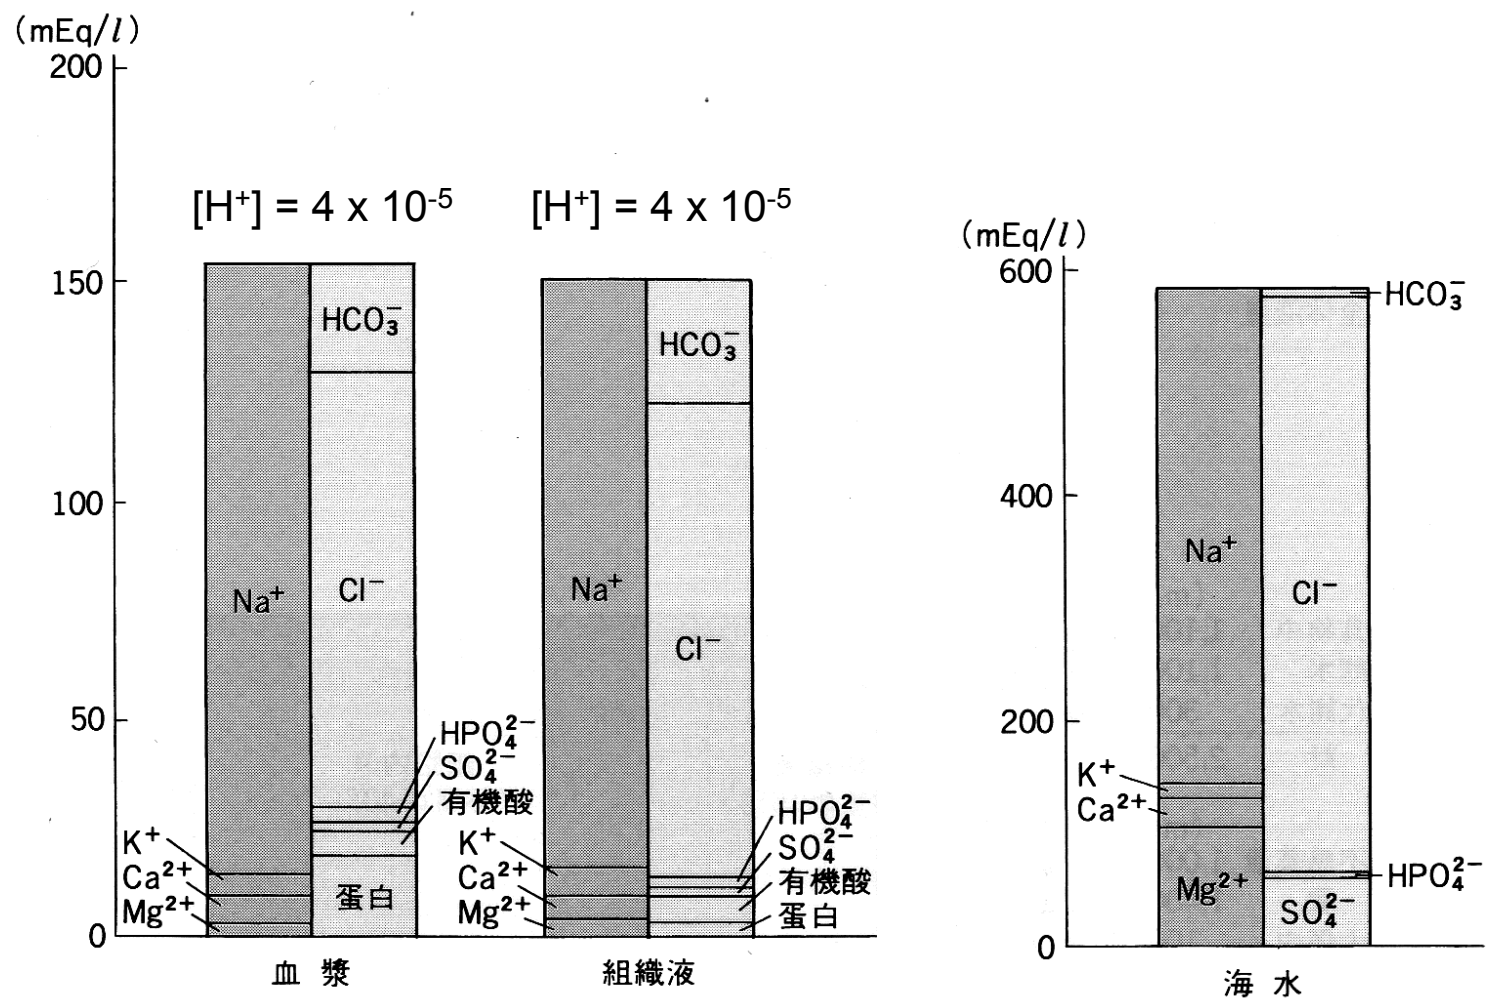 (mEq/l)
200
150
100
50
0
[H⁺] = 4 x 10⁻⁵
HCO₃⁻
Na⁺
Cl⁻
HPO₄²⁻
SO₄²⁻
有機酸
蛋白
K⁺
Ca²⁺
Mg²⁺
血漿
[H⁺] = 4 x 10⁻⁵
HCO₃⁻
Na⁺
Cl⁻
HPO₄²⁻
SO₄²⁻
有機酸
蛋白
K⁺
Ca²⁺
Mg²⁺
組織液
(mEq/l)
600
400
200
0
HCO₃⁻
Na⁺
Cl⁻
K⁺
Ca²⁺
Mg²⁺
HPO₄²⁻
SO₄²⁻
海水